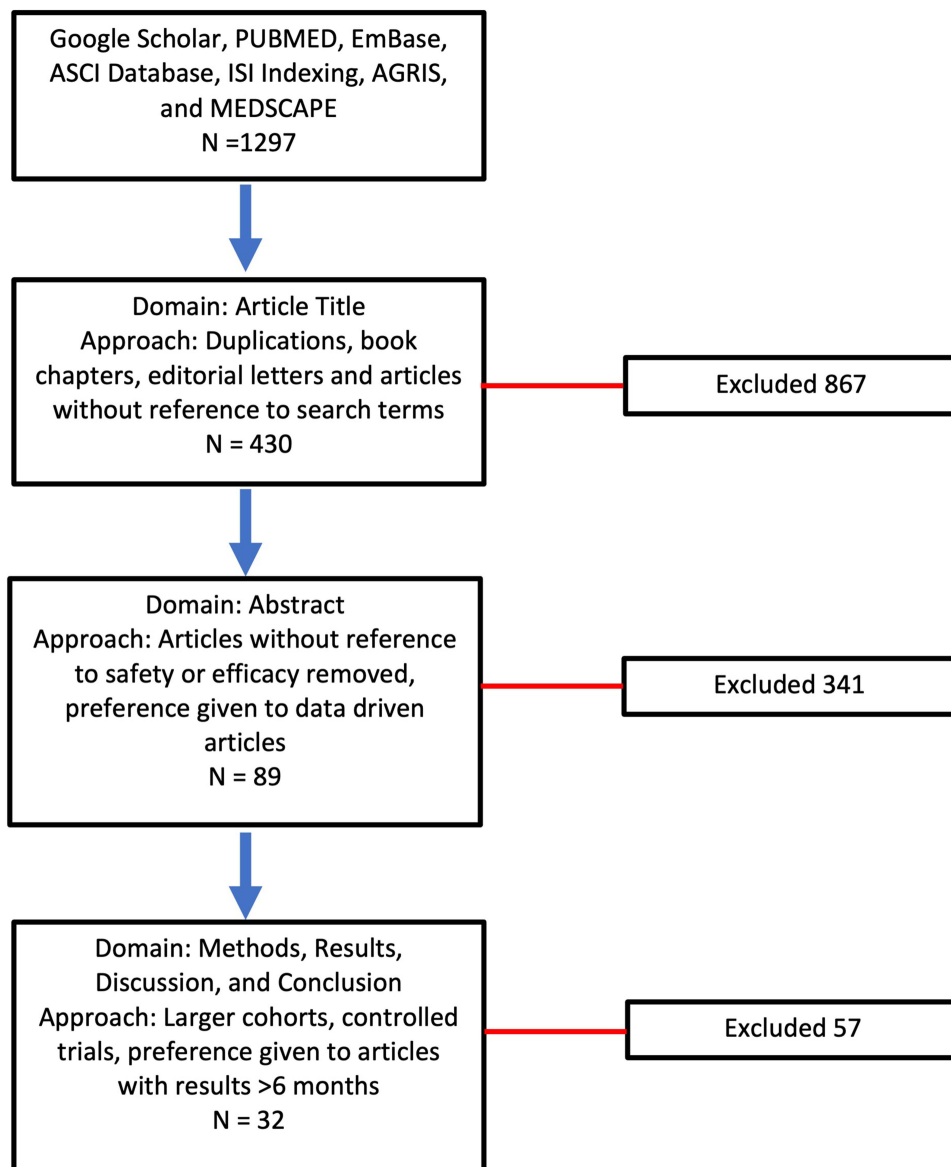 Google Scholar, PUBMED, EmBase,
ASCI Database, ISI Indexing, AGRIS,
and MEDSCAPE
N =1297
Domain: Article Title
Approach: Duplications, book
chapters, editorial letters and articles
without reference to search terms
N = 430
Excluded 867
Domain: Abstract
Approach: Articles without reference
to safety or efficacy removed,
preference given to data driven
articles
N = 89
Excluded 341
Domain: Methods, Results,
Discussion, and Conclusion
Approach: Larger cohorts, controlled
trials, preference given to articles
with results >6 months
N = 32
Excluded 57